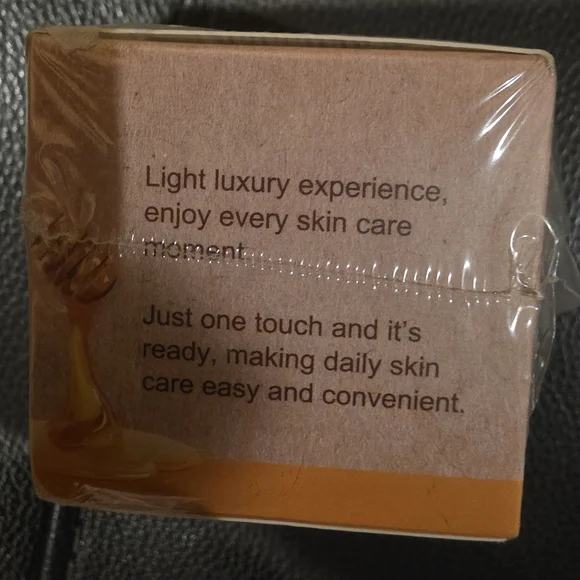 Light luxury experience,
enjoy every skin care
moment
Just one touch and it's
ready, making daily skin
care easy and convenient.